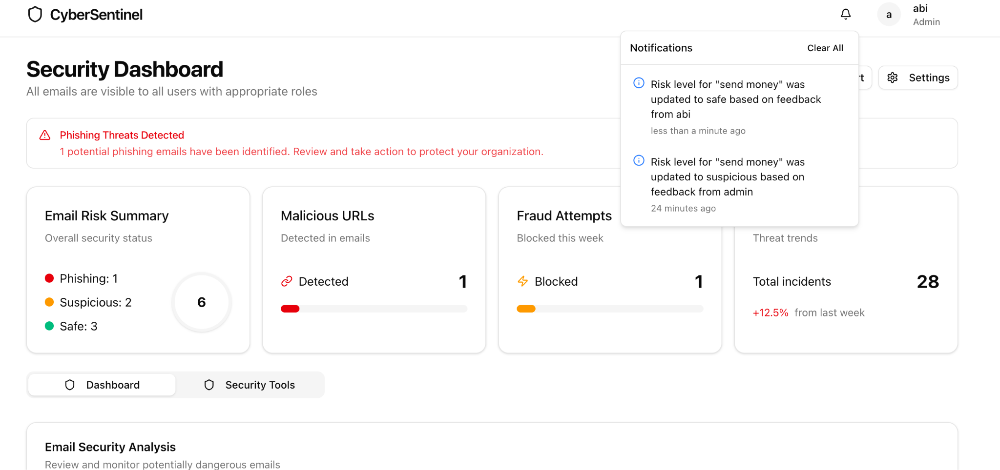 CyberSentinel
a
abi
Admin
Notifications
Clear All
Risk level for "send money" was
updated to safe based on feedback
from abi
less than a minute ago
Risk level for "send money" was
updated to suspicious based on
feedback from admin
24 minutes ago
Security Dashboard
All emails are visible to all users with appropriate roles
Settings
Phishing Threats Detected
1 potential phishing emails have been identified. Review and take action to protect your organization.
Email Risk Summary
Overall security status
Phishing: 1
Suspicious: 2
Safe: 3
6
Malicious URLs
Detected in emails
Detected
1
Fraud Attempts
Blocked this week
Blocked
1
Threat trends
Total incidents
28
+12.5% from last week
Dashboard
Security Tools
Email Security Analysis
Review and monitor potentially dangerous emails